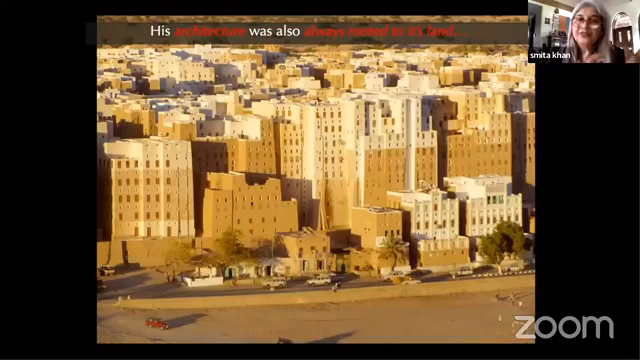 His architecture was also always rooted to it's land...
smita khan
zoom